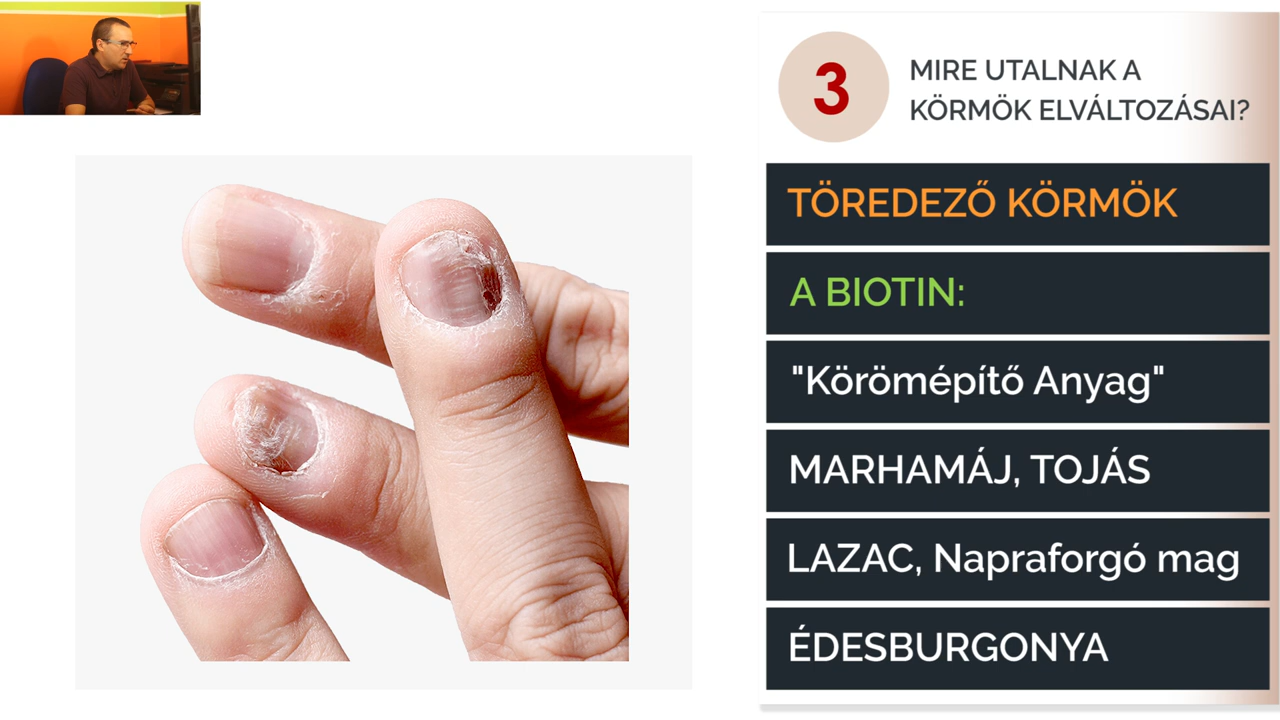 3
MIRE UTALNAK A
KÖRMÖK ELVÁLTOZÁSAI?
TÖREDEZŐ KÖRMÖK
A BIOTIN:
"Körömépítő Anyag"
MARHAMÁJ, TOJÁS
LAZAC, Napraforgó mag
ÉDESBURGONYA